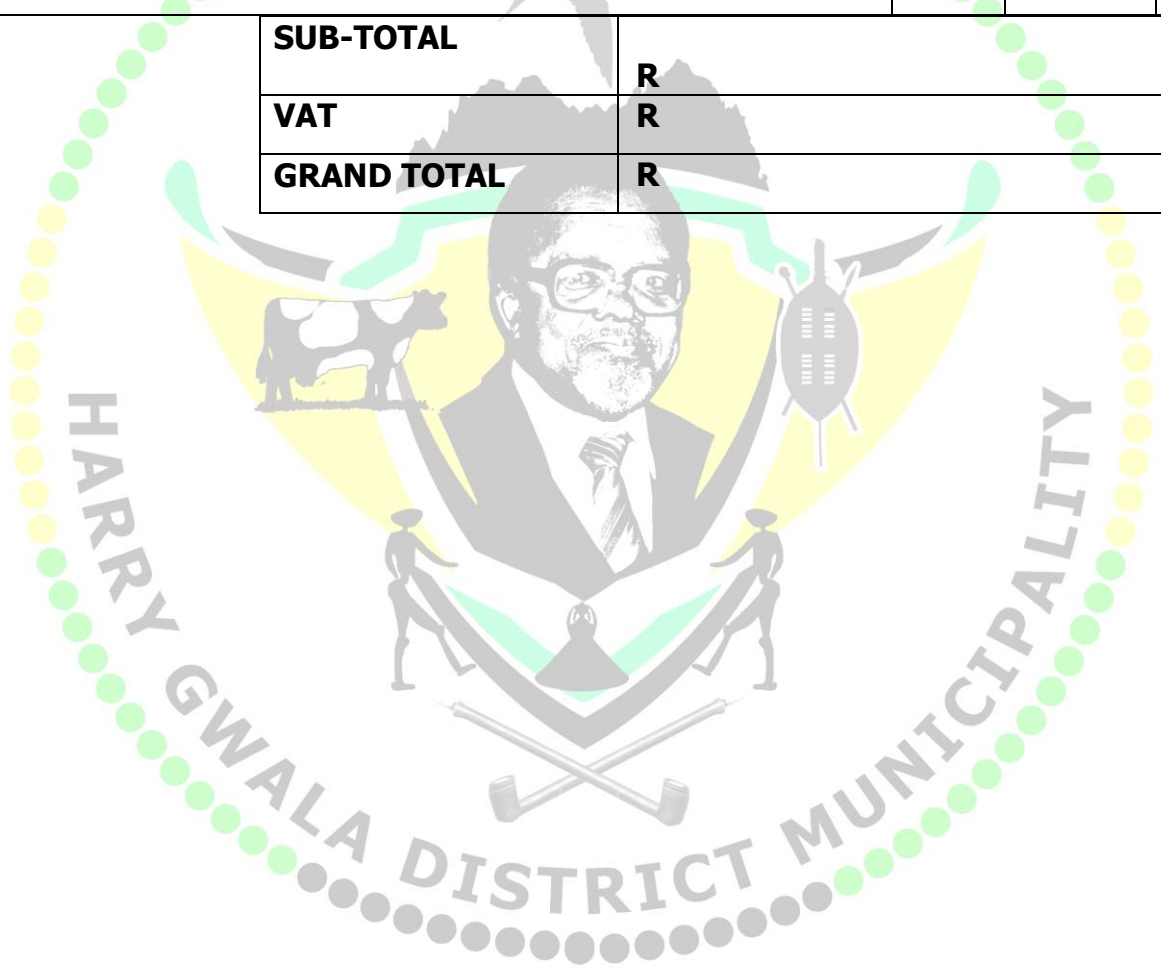 SUB-TOTAL
R
VAT R
GRAND TOTAL R
HARRY GWALA DISTRICT MUNICIPALITY